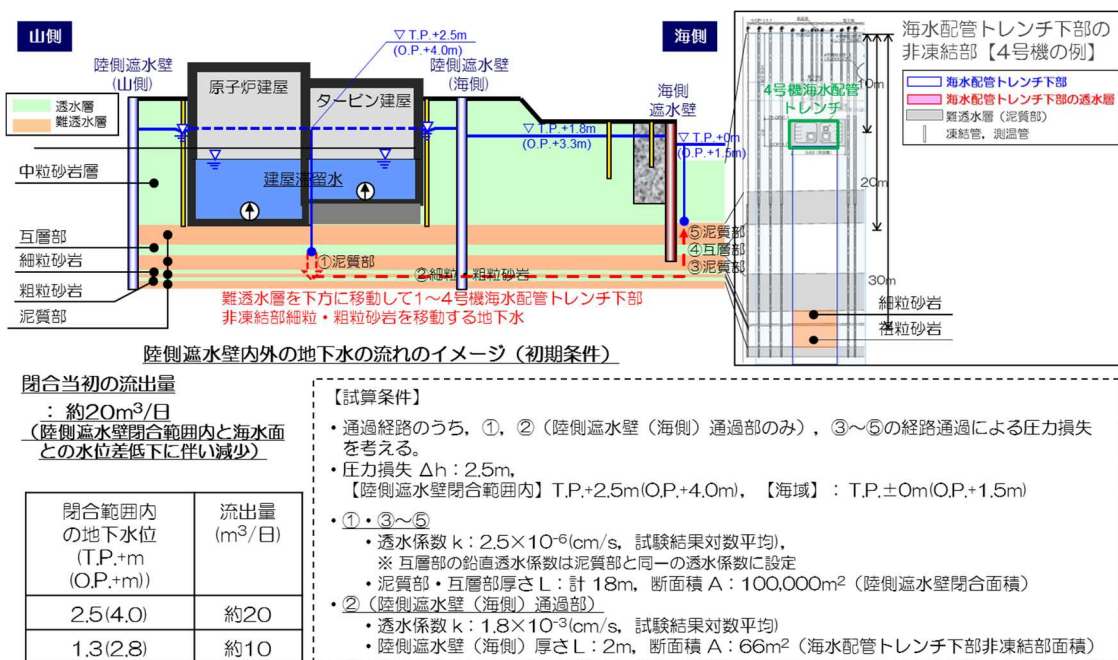 山側
海側
▽ T.P.+2.5m
(O.P.+4.0m)
陸側遮水壁
(山側)
原子炉建屋
タービン建屋
陸側遮水壁
(海側)
海側
遮水壁
透水層
難透水層
▽ T.P.+1.8m
(O.P.+3.3m)
▽ T.P.+0m
(O.P.+1.5m)
中粒砂岩層
建屋滞留水
互層部
細粒砂岩
粗粒砂岩
泥質部
①泥質部
②細粒・粗粒砂岩
⑤泥質部
④互層部
③泥質部
難透水層を下方に移動して1~4号機海水配管トレンチ下部
非凍結部細粒・粗粒砂岩を移動する地下水
陸側遮水壁内外の地下水の流れのイメージ(初期条件)
海水配管トレンチ下部の
非凍結部【4号機の例】
海水配管トレンチ下部
海水配管トレンチ下部の透水層
難透水層(泥質部)
凍結管,測温管
4号機海水配管
トレンチ
10m
20m
30m
細粒砂岩
粗粒砂岩
閉合当初の流出量
: 約20m³/日
(陸側遮水壁閉合範囲内と海水面
との水位差低下に伴い減少)
閉合範囲内
の地下水位
(T.P.+m
(O.P.+m))
流出量
(m³/日)
2.5(4.0) 約20
1.3(2.8) 約10
【試算条件】
・通過経路のうち,①,②(陸側遮水壁(海側)通過部のみ),③~⑤の経路通過による圧力損失
を考える。
・圧力損失 Δh:2.5m,
【陸側遮水壁閉合範囲内】T.P.+2.5m(O.P.+4.0m), 【海域】:T.P.±0m(O.P.+1.5m)
・①・③~⑤
・透水係数 k:2.5×10⁻⁶(cm/s,試験結果対数平均),
※ 互層部の鉛直透水係数は泥質部と同一の透水係数に設定
・泥質部・互層部厚さ L:計 18m,断面積 A:100,000m²(陸側遮水壁閉合面積)
・②(陸側遮水壁(海側)通過部)
・透水係数 k:1.8×10⁻³(cm/s,試験結果対数平均)
・陸側遮水壁(海側)厚さ L:2m,断面積 A:66m²(海水配管トレンチ下部非凍結部面積)